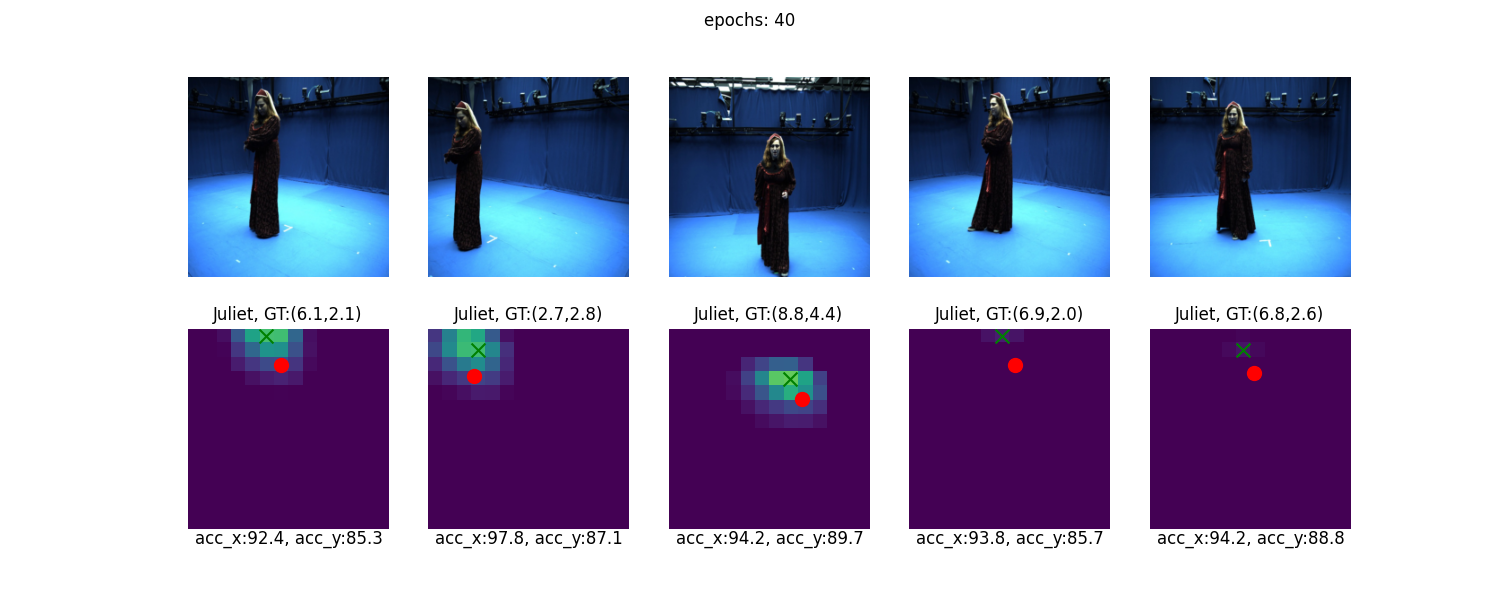 epochs: 40
Juliet, GT:(6.1,2.1)
Juliet, GT:(2.7,2.8)
Juliet, GT:(8.8,4.4)
Juliet, GT:(6.9,2.0)
Juliet, GT:(6.8,2.6)
acc_x:92.4, acc_y:85.3
acc_x:97.8, acc_y:87.1
acc_x:94.2, acc_y:89.7
acc_x:93.8, acc_y:85.7
acc_x:94.2, acc_y:88.8